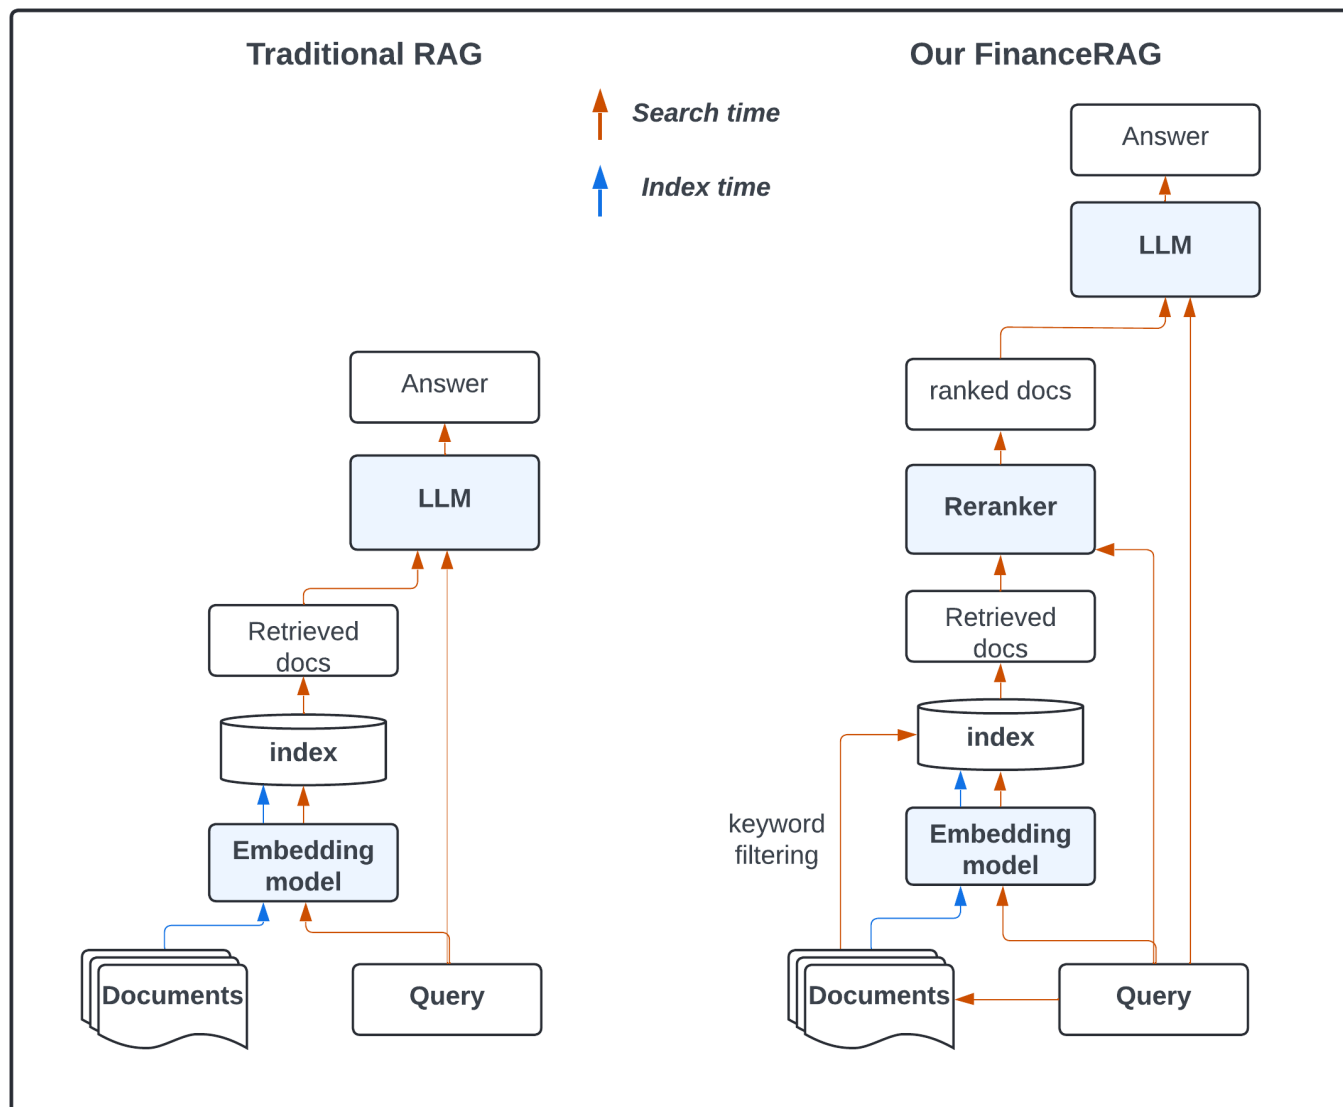 Traditional RAG
Our FinanceRAG
Search time
Index time
Answer
LLM
Retrieved
docs
index
Embedding
model
Documents
Query
Answer
LLM
ranked docs
Reranker
Retrieved
docs
index
keyword
filtering
Embedding
model
Documents
Query